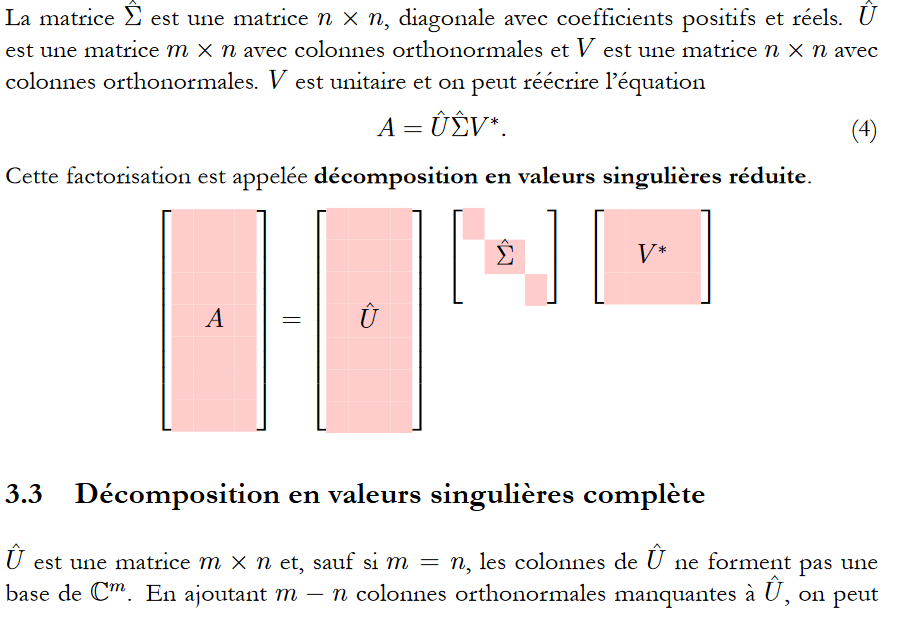 La matrice Σ̂ est une matrice n × n, diagonale avec coefficients positifs et réels. Û
est une matrice m × n avec colonnes orthonormales et V est une matrice n × n avec
colonnes orthonormales. V est unitaire et on peut réécrire l'équation
A = ÛΣ̂V*. (4)
Cette factorisation est appelée décomposition en valeurs singulières réduite.
A = Û Σ̂ V*
3.3 Décomposition en valeurs singulières complète
Û est une matrice m × n et, sauf si m = n, les colonnes de Û ne forment pas une
base de ℂᵐ. En ajoutant m − n colonnes orthonormales manquantes à Û, on peut